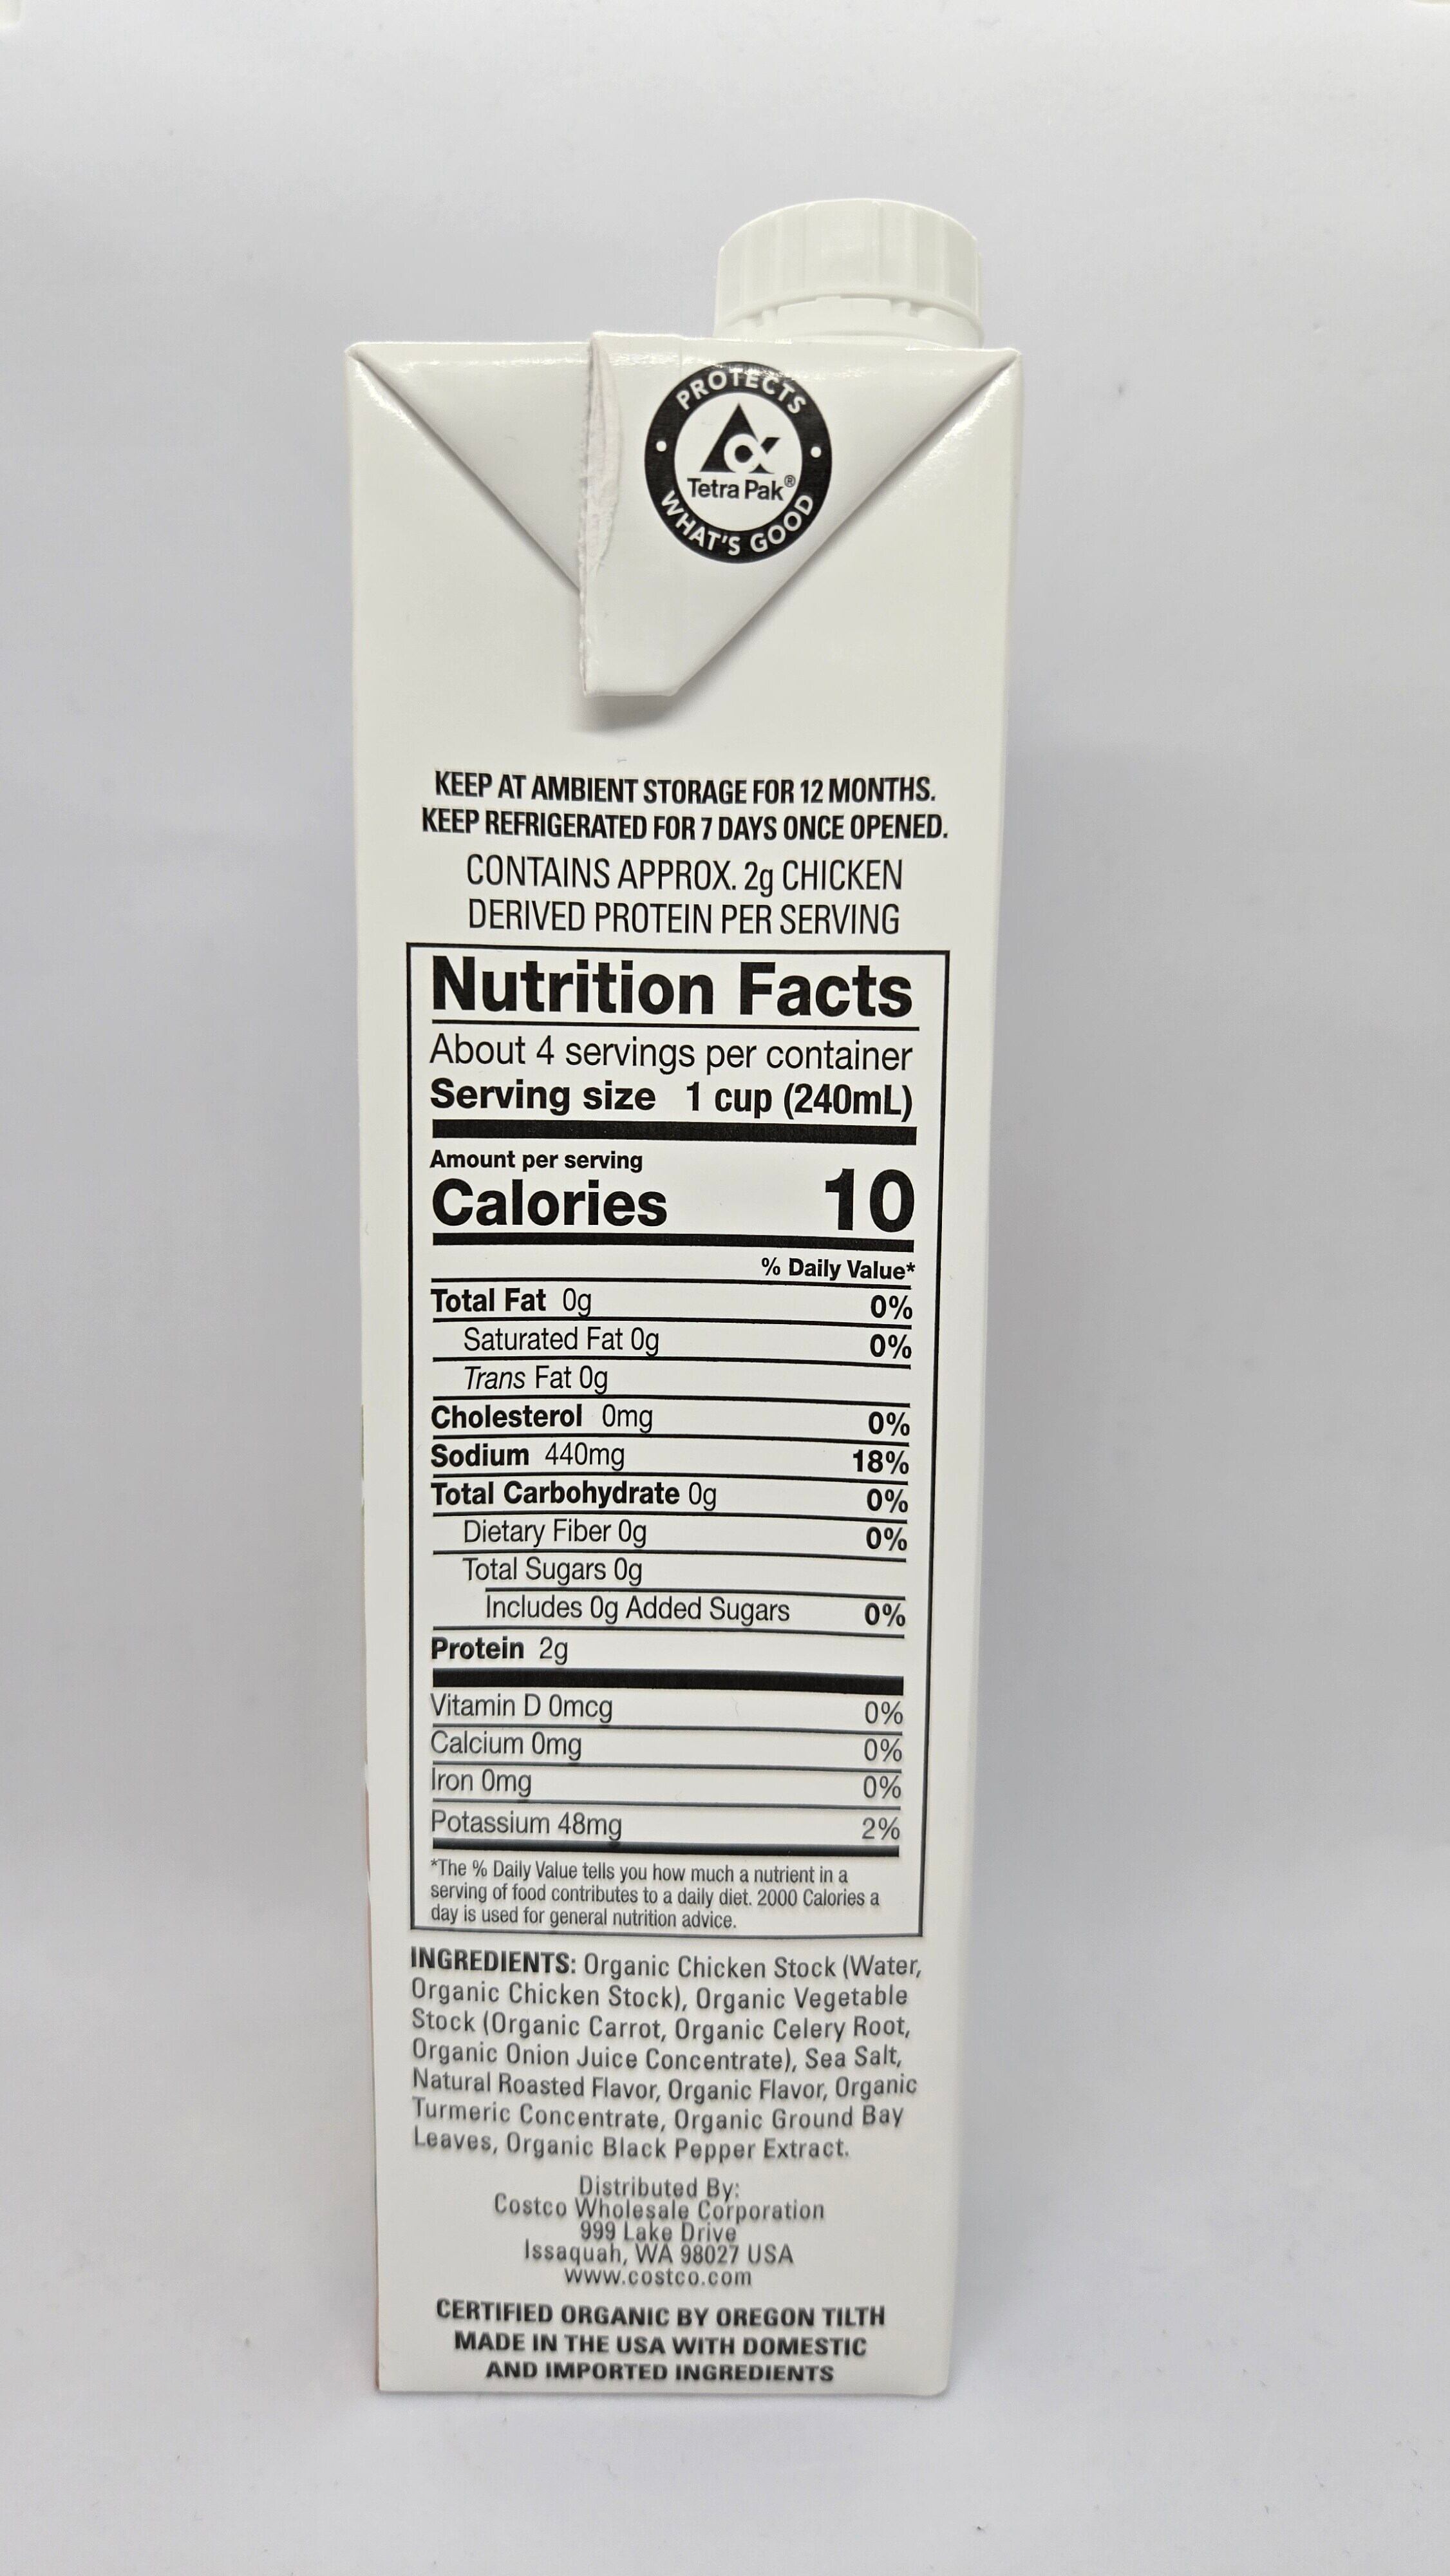 PROTECTS
Tetra Pak®
WHAT'S GOOD
KEEP AT AMBIENT STORAGE FOR 12 MONTHS.
KEEP REFRIGERATED FOR 7 DAYS ONCE OPENED.
CONTAINS APPROX. 2g CHICKEN
DERIVED PROTEIN PER SERVING
Nutrition Facts
About 4 servings per container
Serving size 1 cup (240mL)
Amount per serving
Calories 10
% Daily Value*
Total Fat 0g 0%
Saturated Fat 0g 0%
Trans Fat 0g
Cholesterol 0mg 0%
Sodium 440mg 18%
Total Carbohydrate 0g 0%
Dietary Fiber 0g 0%
Total Sugars 0g
Includes 0g Added Sugars 0%
Protein 2g
Vitamin D 0mcg 0%
Calcium 0mg 0%
Iron 0mg 0%
Potassium 48mg 2%
*The % Daily Value tells you how much a nutrient in a
serving of food contributes to a daily diet. 2000 Calories a
day is used for general nutrition advice.
INGREDIENTS: Organic Chicken Stock (Water,
Organic Chicken Stock), Organic Vegetable
Stock (Organic Carrot, Organic Celery Root,
Organic Onion Juice Concentrate), Sea Salt,
Natural Roasted Flavor, Organic Flavor, Organic
Turmeric Concentrate, Organic Ground Bay
Leaves, Organic Black Pepper Extract.
Distributed By:
Costco Wholesale Corporation
999 Lake Drive
Issaquah, WA 98027 USA
www.costco.com
CERTIFIED ORGANIC BY OREGON TILTH
MADE IN THE USA WITH DOMESTIC
AND IMPORTED INGREDIENTS